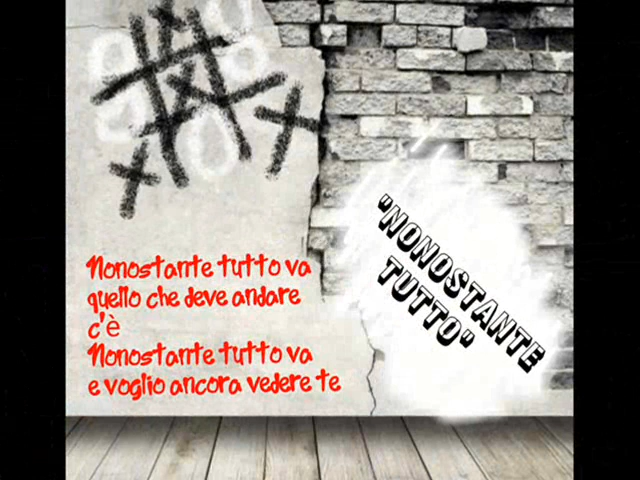 Nonostante tutto va
quello che deve andare
c'è
Nonostante tutto va
e voglio ancora vedere te
"NONOSTANTE
TUTTO"